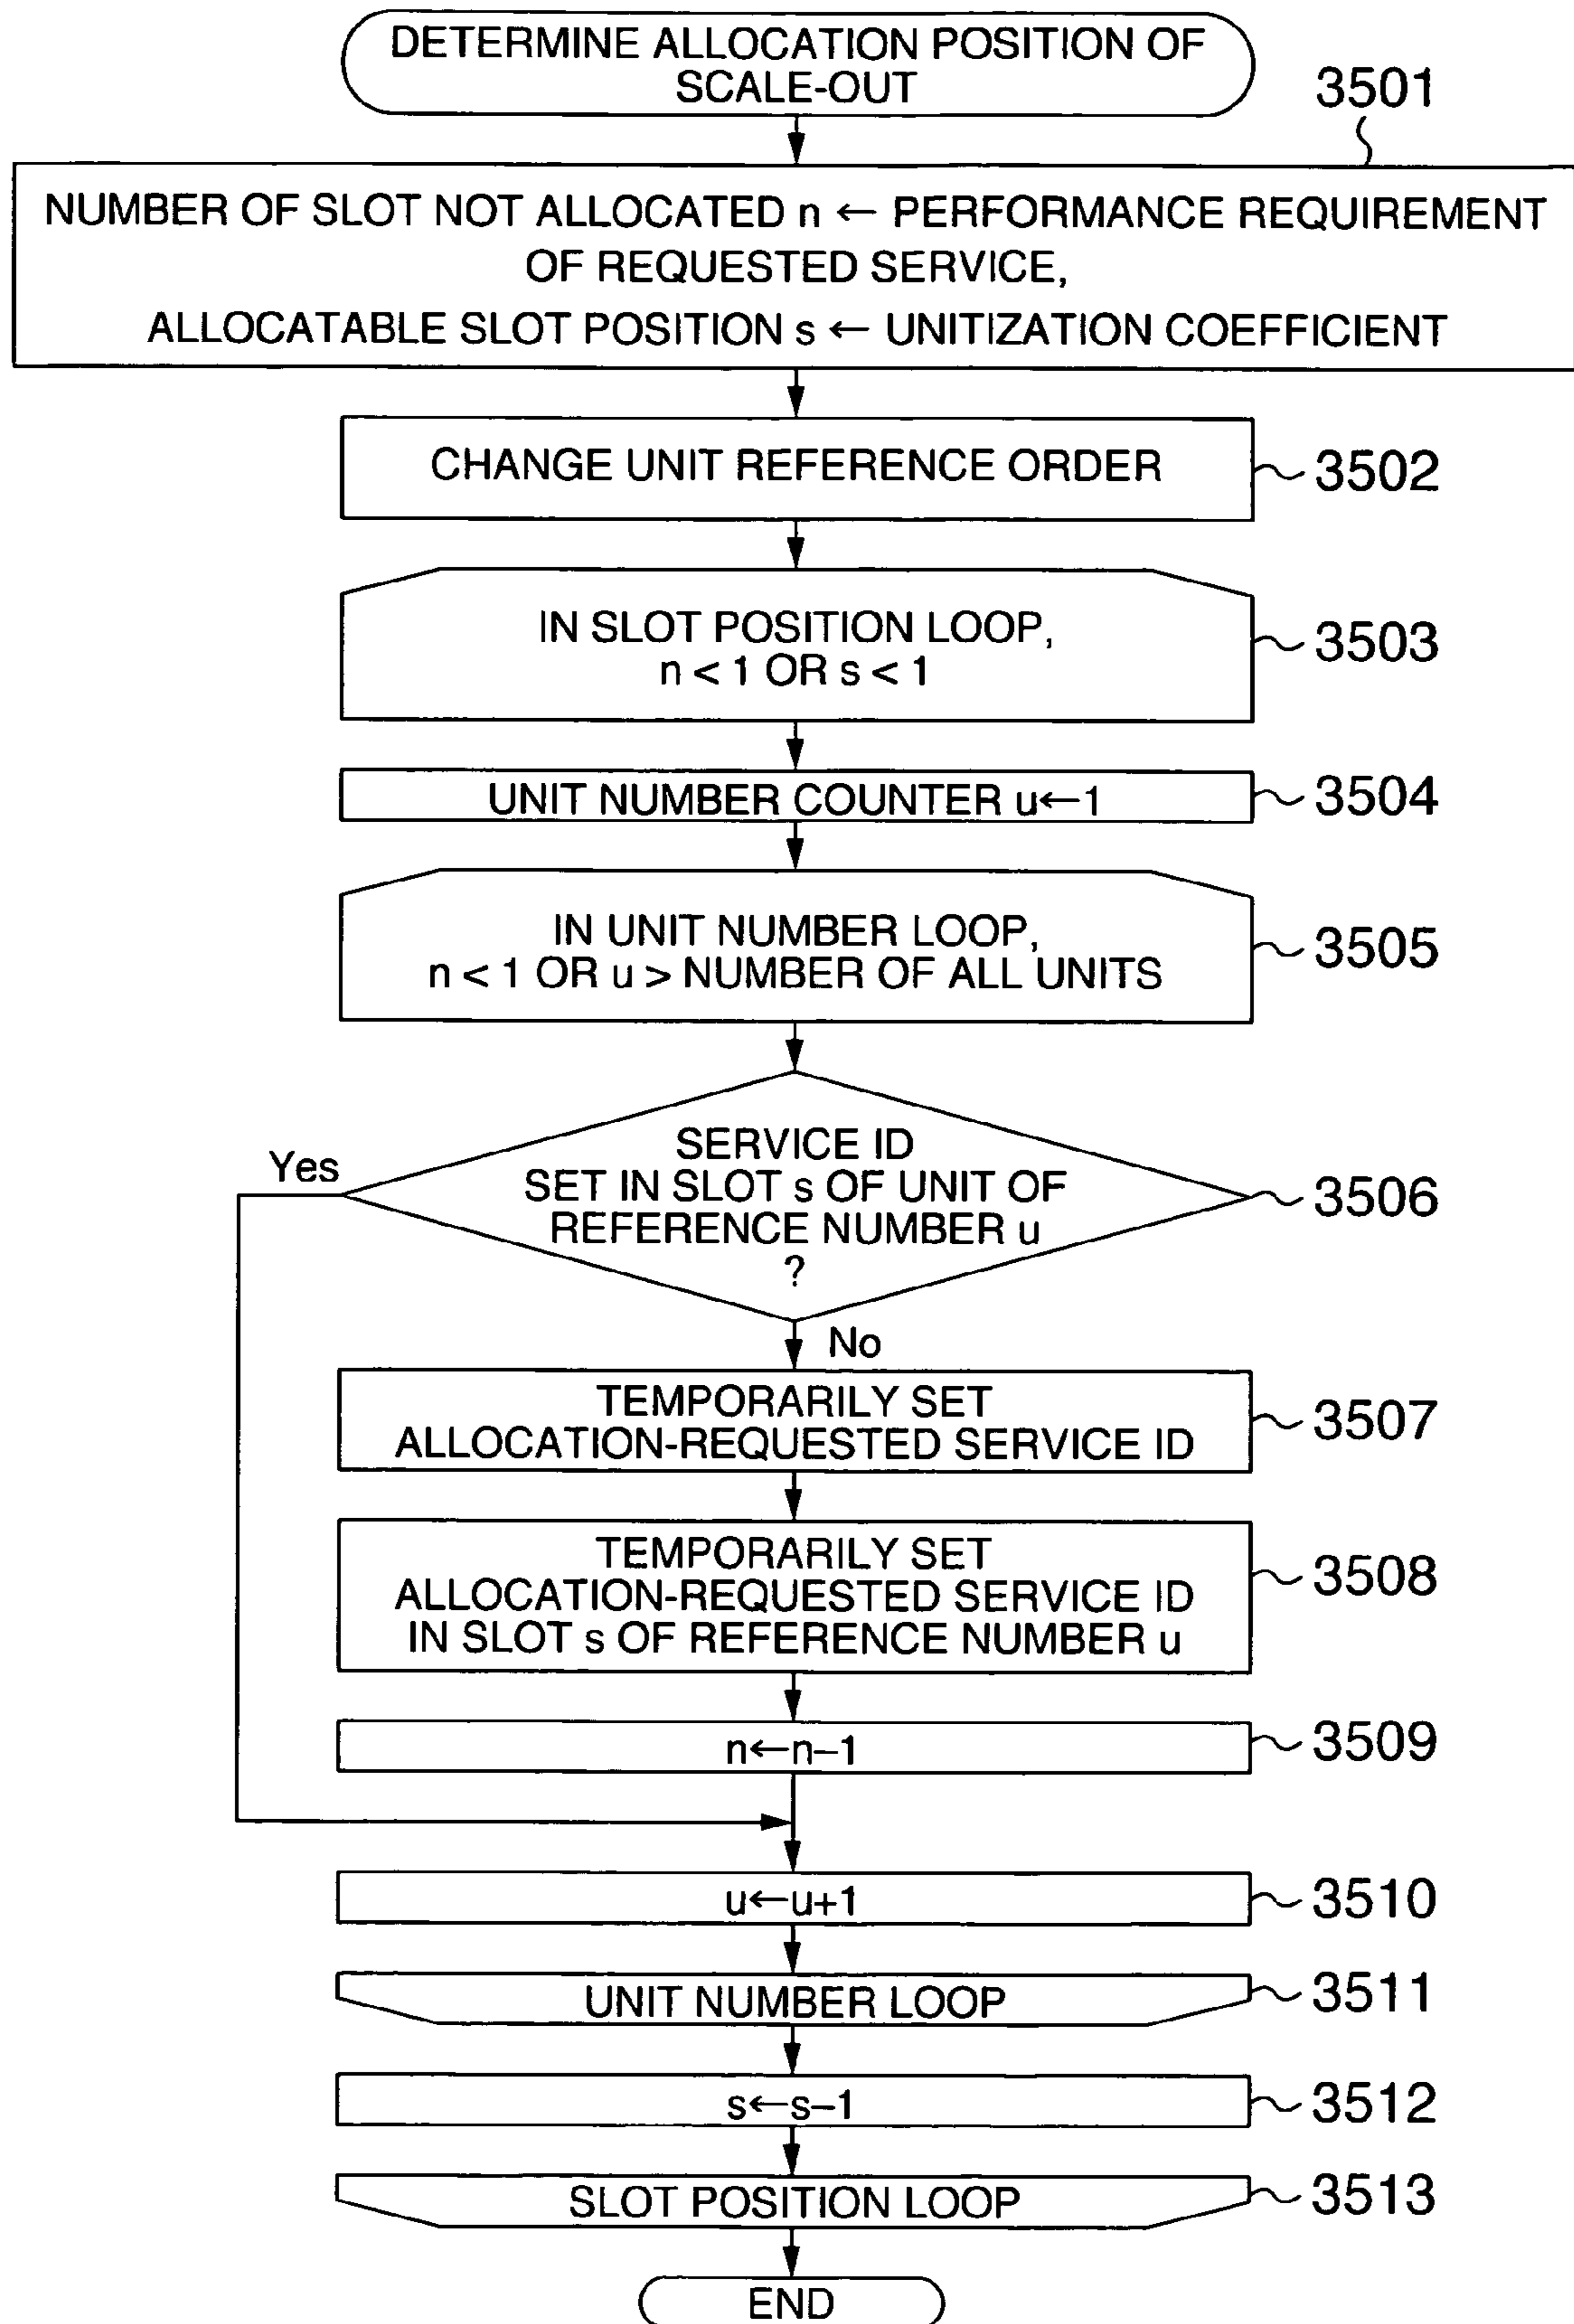 DETERMINE ALLOCATION POSITION OF
SCALE-OUT
3501
NUMBER OF SLOT NOT ALLOCATED n ← PERFORMANCE REQUIREMENT
OF REQUESTED SERVICE,
ALLOCATABLE SLOT POSITION s ← UNITIZATION COEFFICIENT
CHANGE UNIT REFERENCE ORDER
3502
IN SLOT POSITION LOOP,
n < 1 OR s < 1
3503
UNIT NUMBER COUNTER u←1
3504
IN UNIT NUMBER LOOP,
n < 1 OR u > NUMBER OF ALL UNITS
3505
SERVICE ID
SET IN SLOT s OF UNIT OF
REFERENCE NUMBER u
?
3506
Yes
No
TEMPORARILY SET
ALLOCATION-REQUESTED SERVICE ID
3507
TEMPORARILY SET
ALLOCATION-REQUESTED SERVICE ID
IN SLOT s OF REFERENCE NUMBER u
3508
n←n–1
3509
u←u+1
3510
UNIT NUMBER LOOP
3511
s←s–1
3512
SLOT POSITION LOOP
3513
END